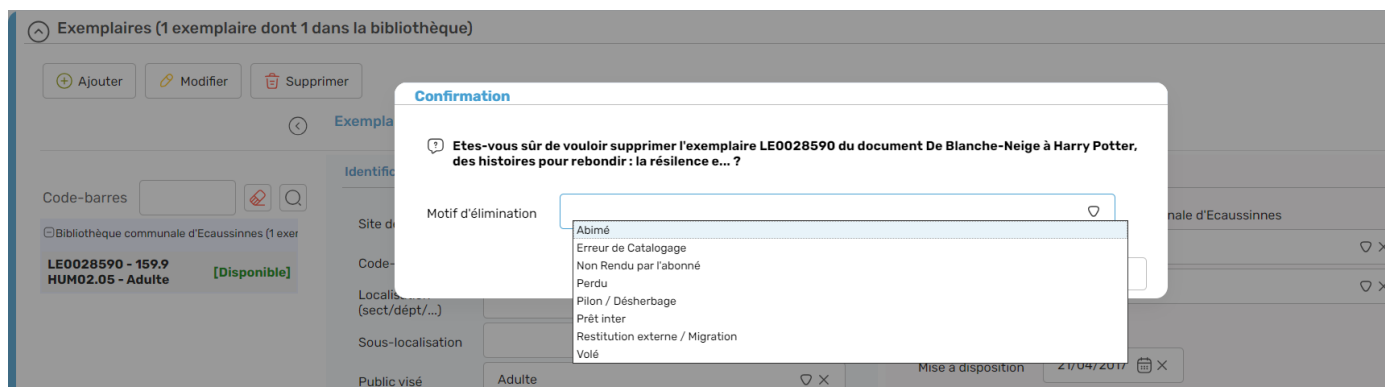 Exemplaires (1 exemplaire dont 1 dans la bibliothèque)
Ajouter
Modifier
Supprimer
Confirmation
Etes-vous sûr de vouloir supprimer l'exemplaire LE0028590 du document De Blanche-Neige à Harry Potter,
des histoires pour rebondir : la résilence e... ?
Motif d'élimination
Abimé
Erreur de Catalogage
Non Rendu par l'abonné
Perdu
Pilon / Désherbage
Prêt inter
Restitution externe / Migration
Volé
Exempla
Identific
Code-barres
Bibliothèque communale d'Ecaussinnes (1 exer
LE0028590 - 159.9
HUM02.05 - Adulte
[Disponible]
Site de
nale d'Ecaussinnes
Code-
(sect/dépt/...)
Sous-localisation
Public visé
Adulte
Mise à disposition
21/04/2017